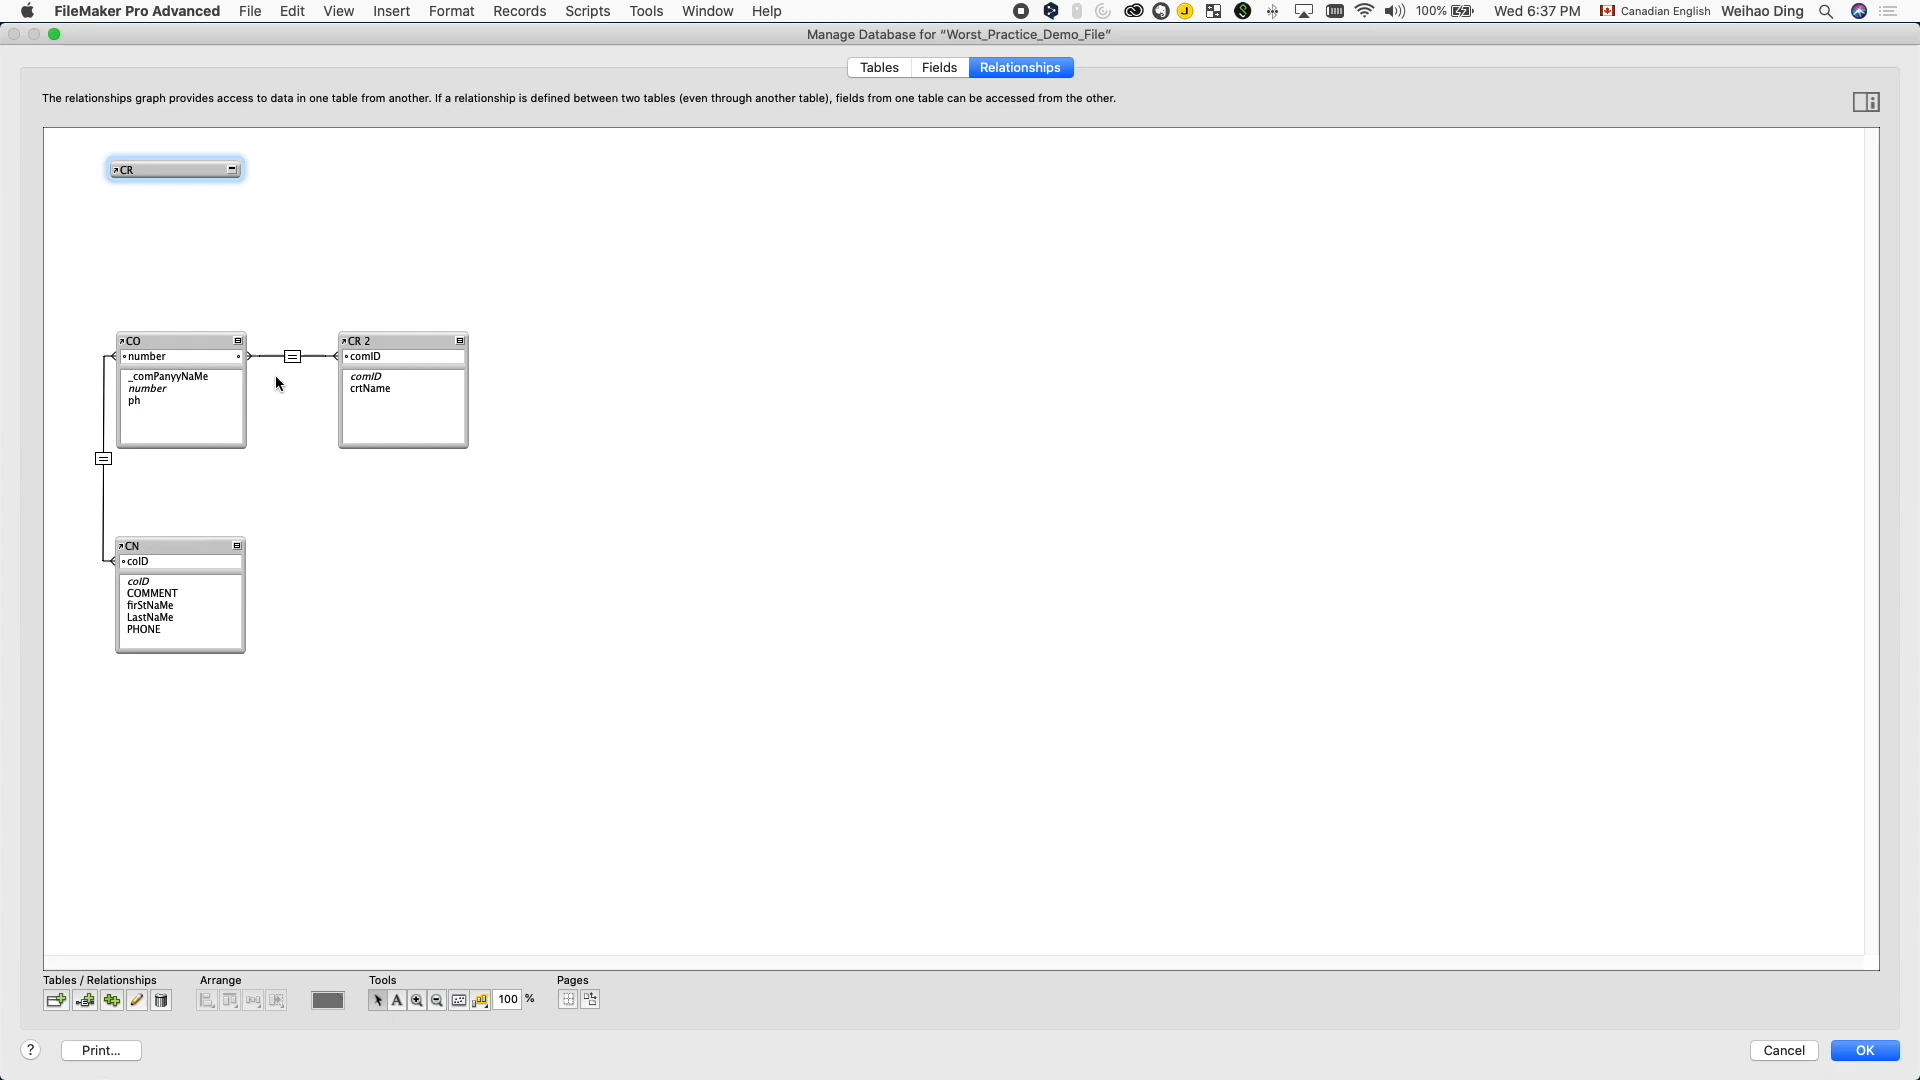 FileMaker Pro Advanced File Edit View Insert Format Records Scripts Tools Window Help 100% Wed 6:37 PM Canadian English Weihao Ding
Manage Database for “Worst_Practice_Demo_File”
Tables Fields Relationships
The relationships graph provides access to data in one table from another. If a relationship is defined between two tables (even through another table), fields from one table can be accessed from the other.
CR
CO
number
_comPanyyNaMe
number
ph
CR 2
comID
comID
crtName
CN
coID
coID
COMMENT
firStNaMe
LastNaMe
PHONE
Tables / Relationships Arrange Tools Pages
A 100 %
? Print... Cancel OK